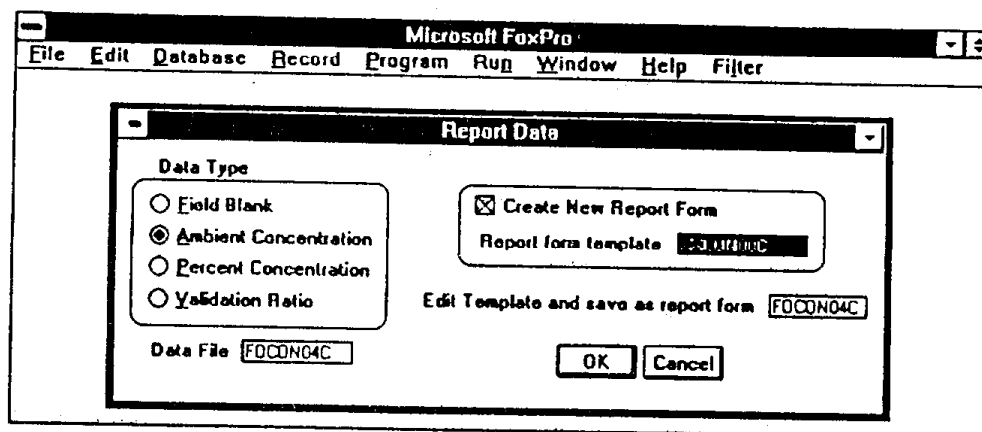 Microsoft FoxPro
File Edit Database Record Program Run Window Help Filter
Report Data
Data Type
Field Blank
Ambient Concentration
Percent Concentration
Validation Ratio
Create New Report Form
Report form template
Edit Template and save as report form FOCON04C
Data File FOCON04C
OK Cancel